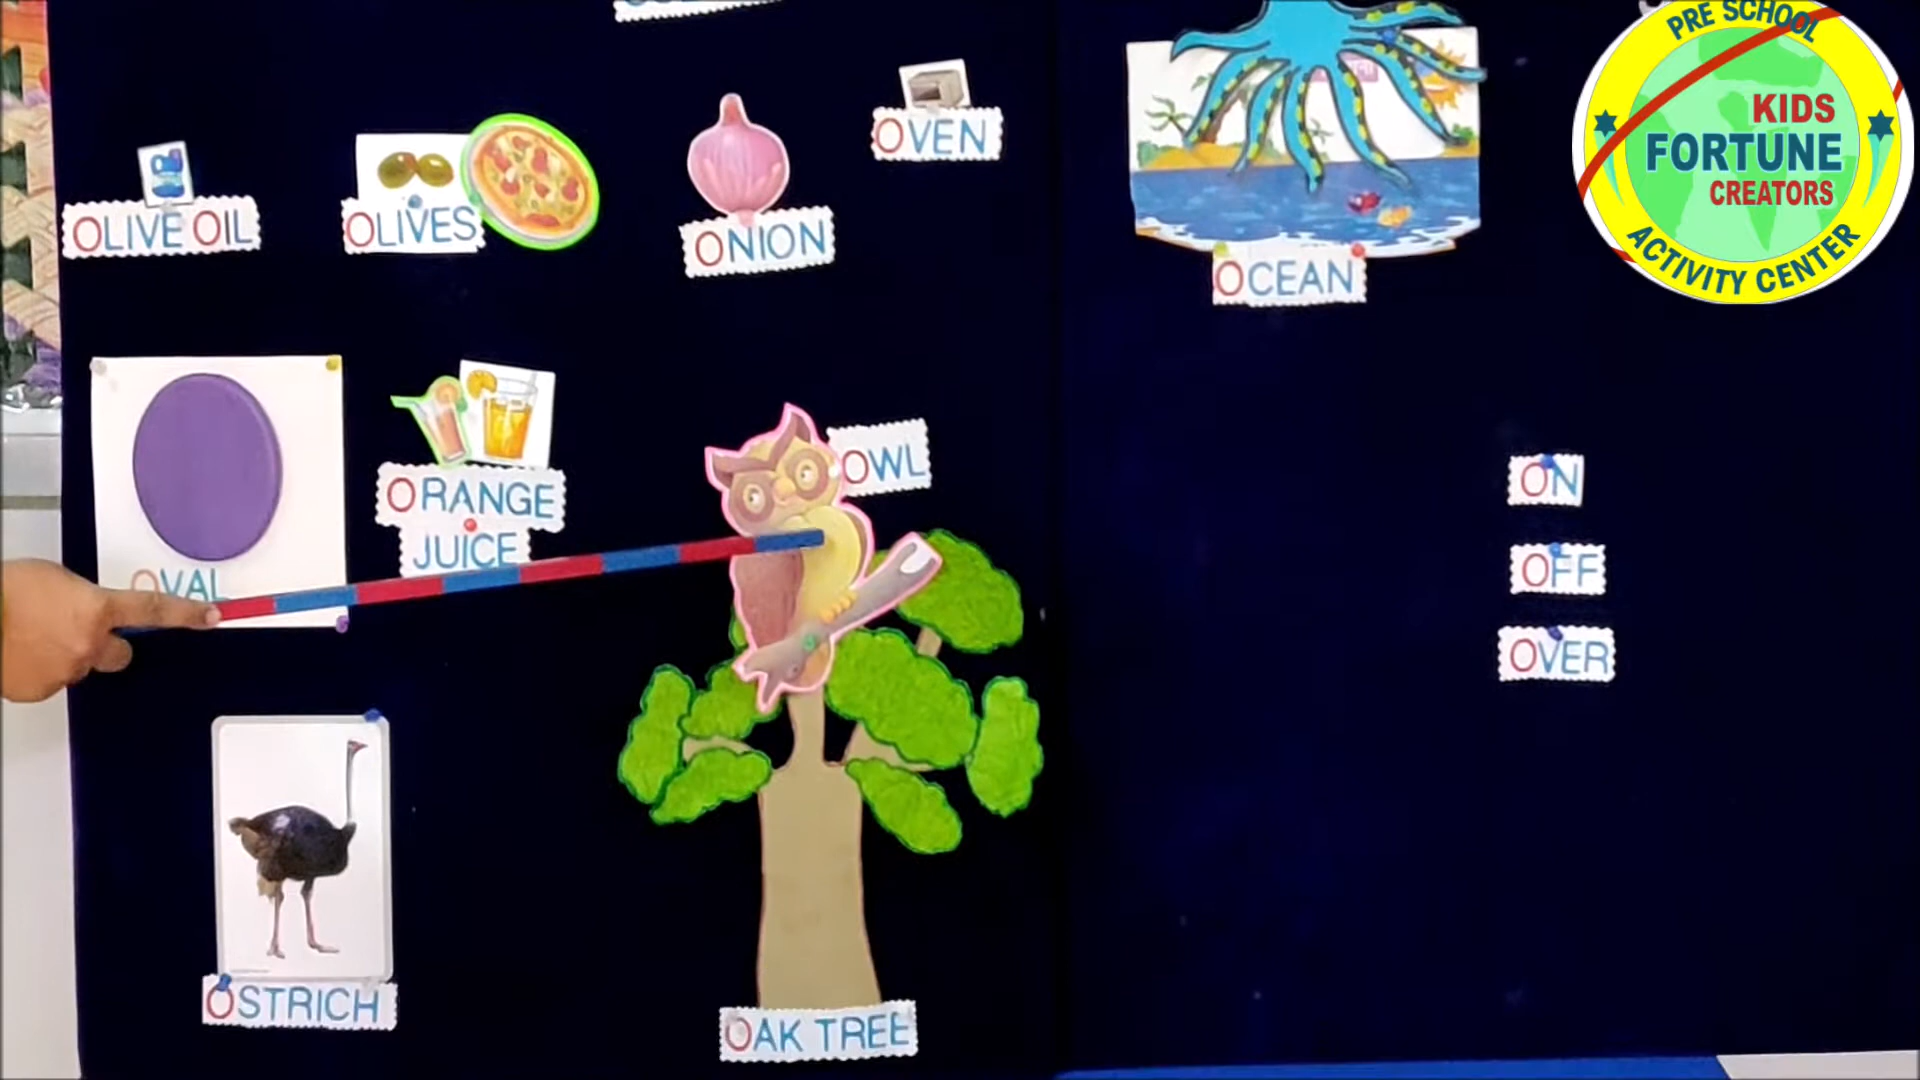 OVEN
OLIVE OIL
OLIVES
ONION
OCEAN
PRE SCHOOL
KIDS
FORTUNE
CREATORS
ACTIVITY CENTER
OWL
ORANGE
JUICE
OVAL
ON
OFF
OVER
OSTRICH
OAK TREE